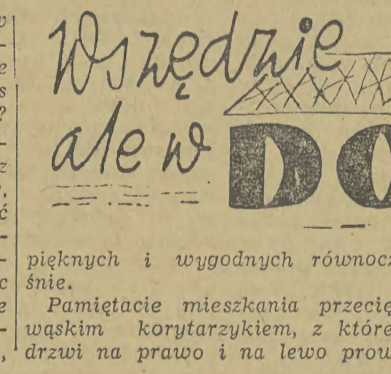 Wszędzie
ale w DO
pięknych i wygodnych równocz
śnie.
Pamiętacie mieszkania przecię
wąskim korytarzykiem, z które
drzwi na prawo i na lewo prow